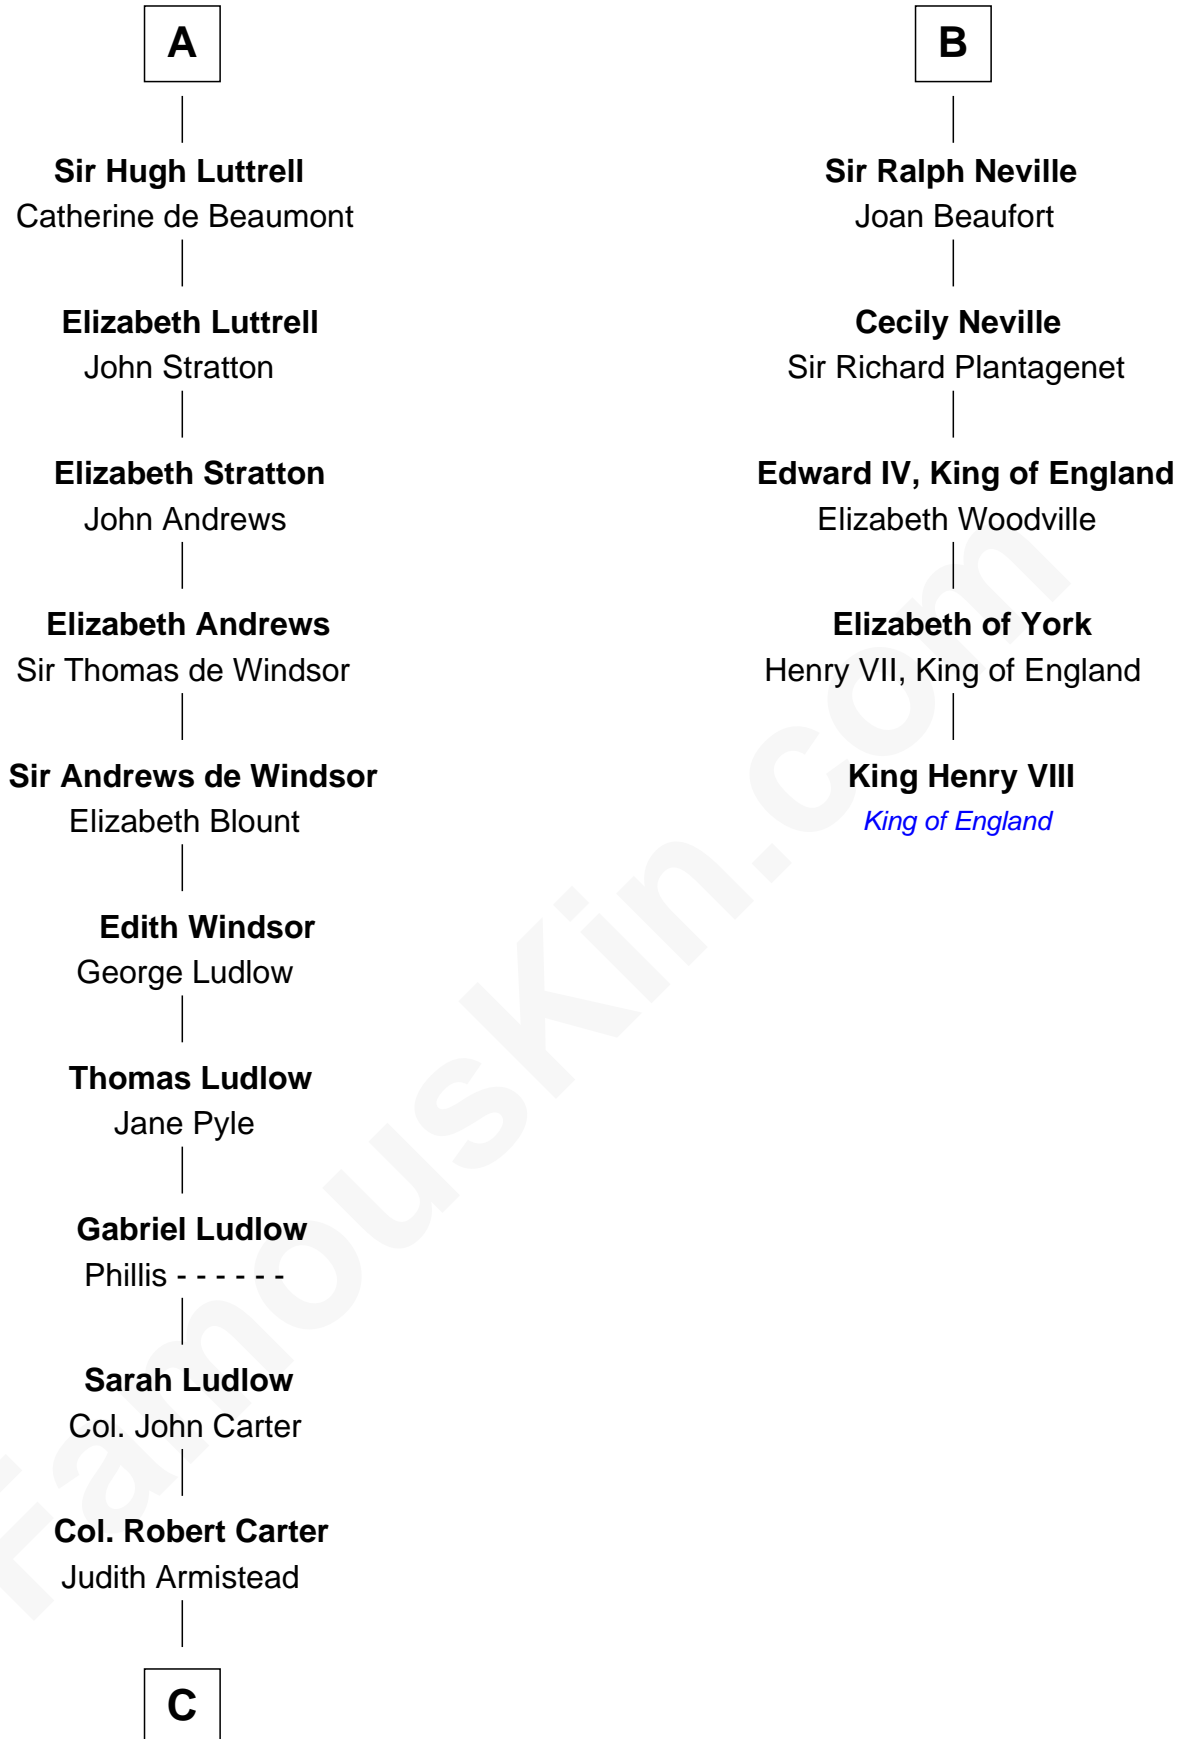 A
Sir Hugh Luttrell
Catherine de Beaumont
Elizabeth Luttrell
John Stratton
Elizabeth Stratton
John Andrews
Elizabeth Andrews
Sir Thomas de Windsor
Sir Andrews de Windsor
Elizabeth Blount
Edith Windsor
George Ludlow
Thomas Ludlow
Jane Pyle
Gabriel Ludlow
Phillis - - - - - -
Sarah Ludlow
Col. John Carter
Col. Robert Carter
Judith Armistead
C
B
Sir Ralph Neville
Joan Beaufort
Cecily Neville
Sir Richard Plantagenet
Edward IV, King of England
Elizabeth Woodville
Elizabeth of York
Henry VII, King of England
King Henry VIII
King of England
FamousKin.com